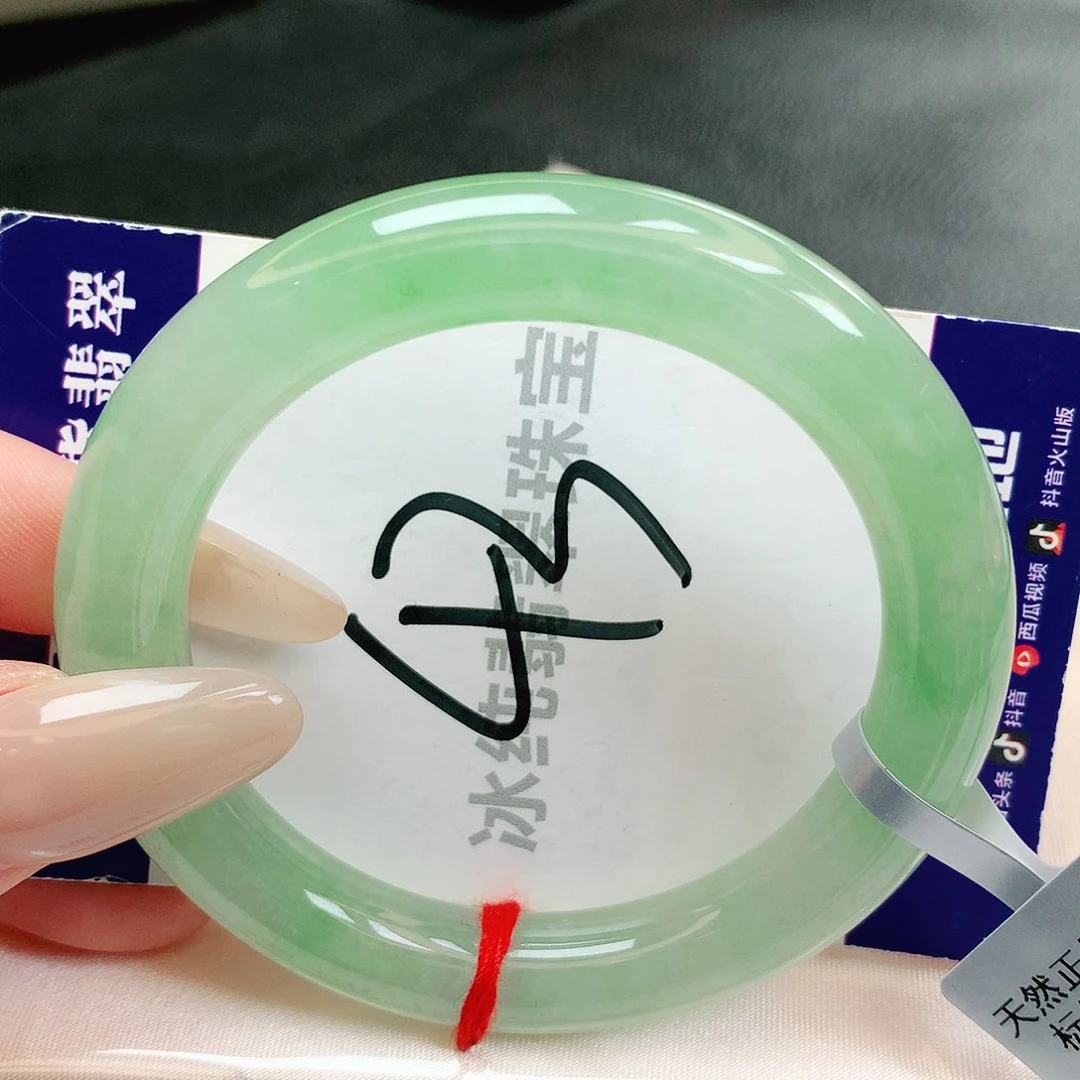 翡翠
冰纯翡翠珠宝
43
头条 抖音 西瓜视频 抖音火山版
天然正